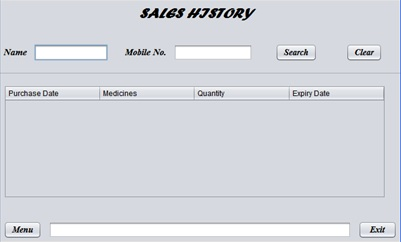 SALES HISTORY
Name Mobile No. Search Clear
Purchase Date Medicines Quantity Expiry Date
Menu Exit